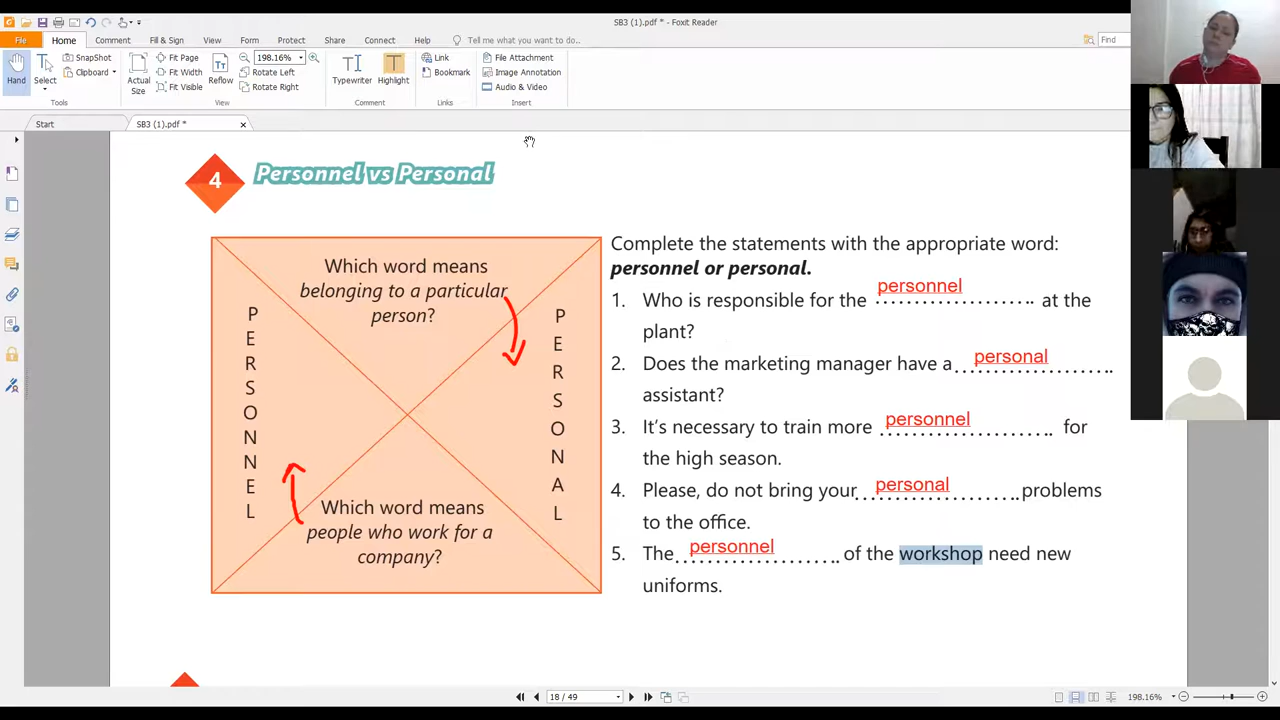 SB3 (1).pdf * - Foxit Reader
File Home Comment Fill & Sign View Form Protect Share Connect Help Tell me what you want to do... Find
Hand
Select
SnapShot
Clipboard
Tools
Actual Size
Fit Page
Fit Width
Fit Visible
Reflow
198.16%
Rotate Left
Rotate Right
View
Typewriter
Highlight
Comment
Link
Bookmark
Links
File Attachment
Image Annotation
Audio & Video
Insert
Start SB3 (1).pdf *
4 Personnel vs Personal
Which word means
belonging to a particular
person?
PERSONNEL
PERSONAL
Which word means
people who work for a
company?
Complete the statements with the appropriate word:
personnel or personal.
1. Who is responsible for the personnel at the
plant?
2. Does the marketing manager have a personal
assistant?
3. It's necessary to train more personnel for
the high season.
4. Please, do not bring your personal problems
to the office.
5. The personnel of the workshop need new
uniforms.
18 / 49
198.16%